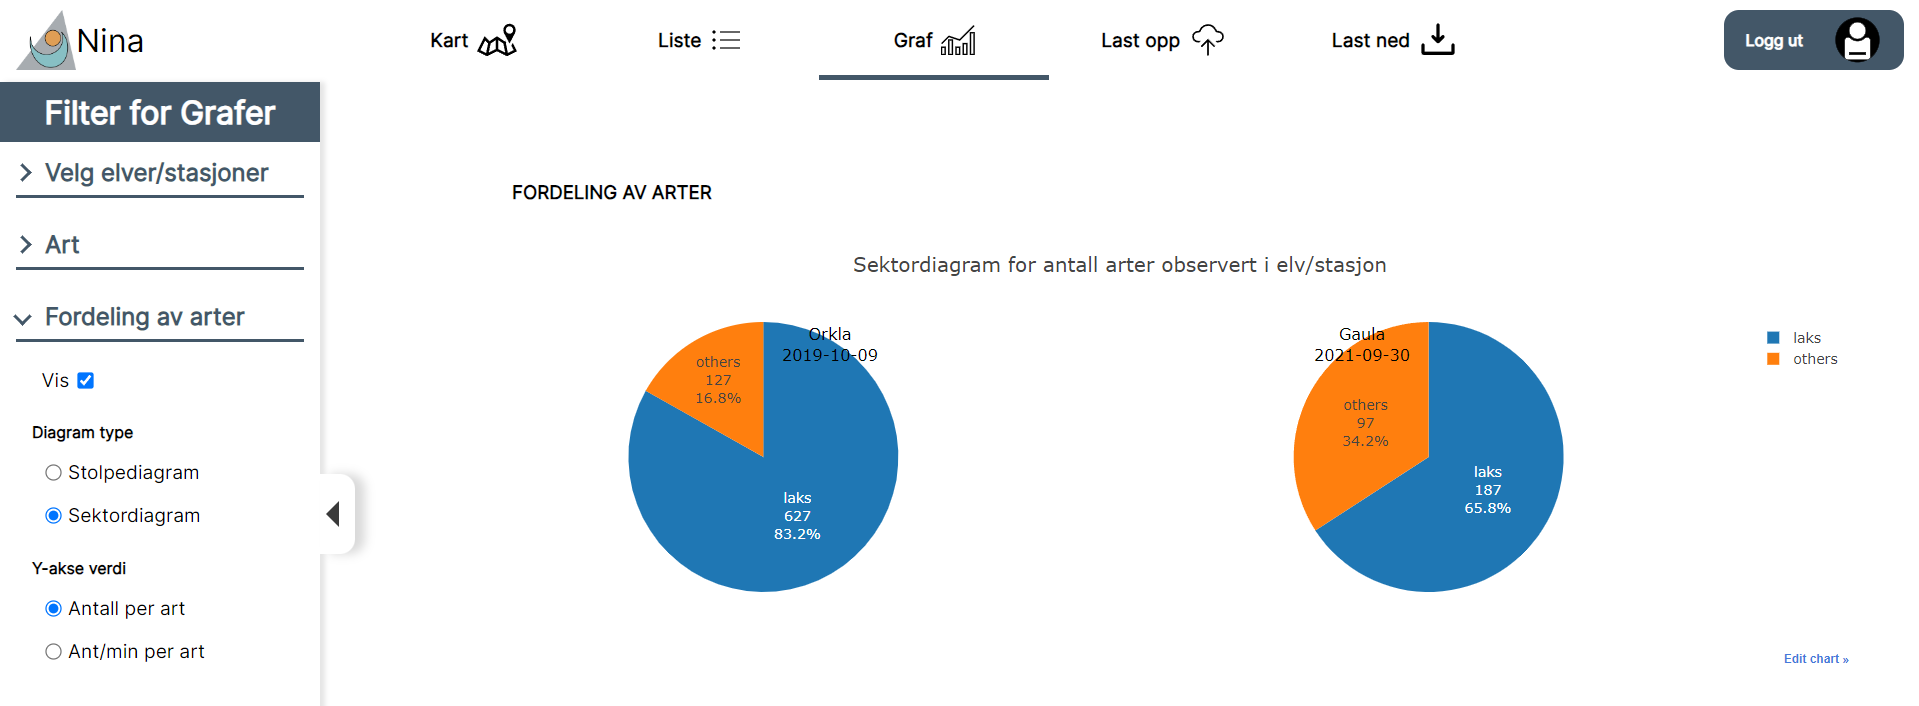 Nina
Kart
Liste
Graf
Last opp
Last ned
Logg ut
Filter for Grafer
Velg elver/stasjoner
Art
Fordeling av arter
Vis
Diagram type
Stolpediagram
Sektordiagram
Y-akse verdi
Antall per art
Ant/min per art
FORDELING AV ARTER
Sektordiagram for antall arter observert i elv/stasjon
Orkla
2019-10-09
others
127
16.8%
laks
627
83.2%
Gaula
2021-09-30
others
97
34.2%
laks
187
65.8%
laks
others
Edit chart »